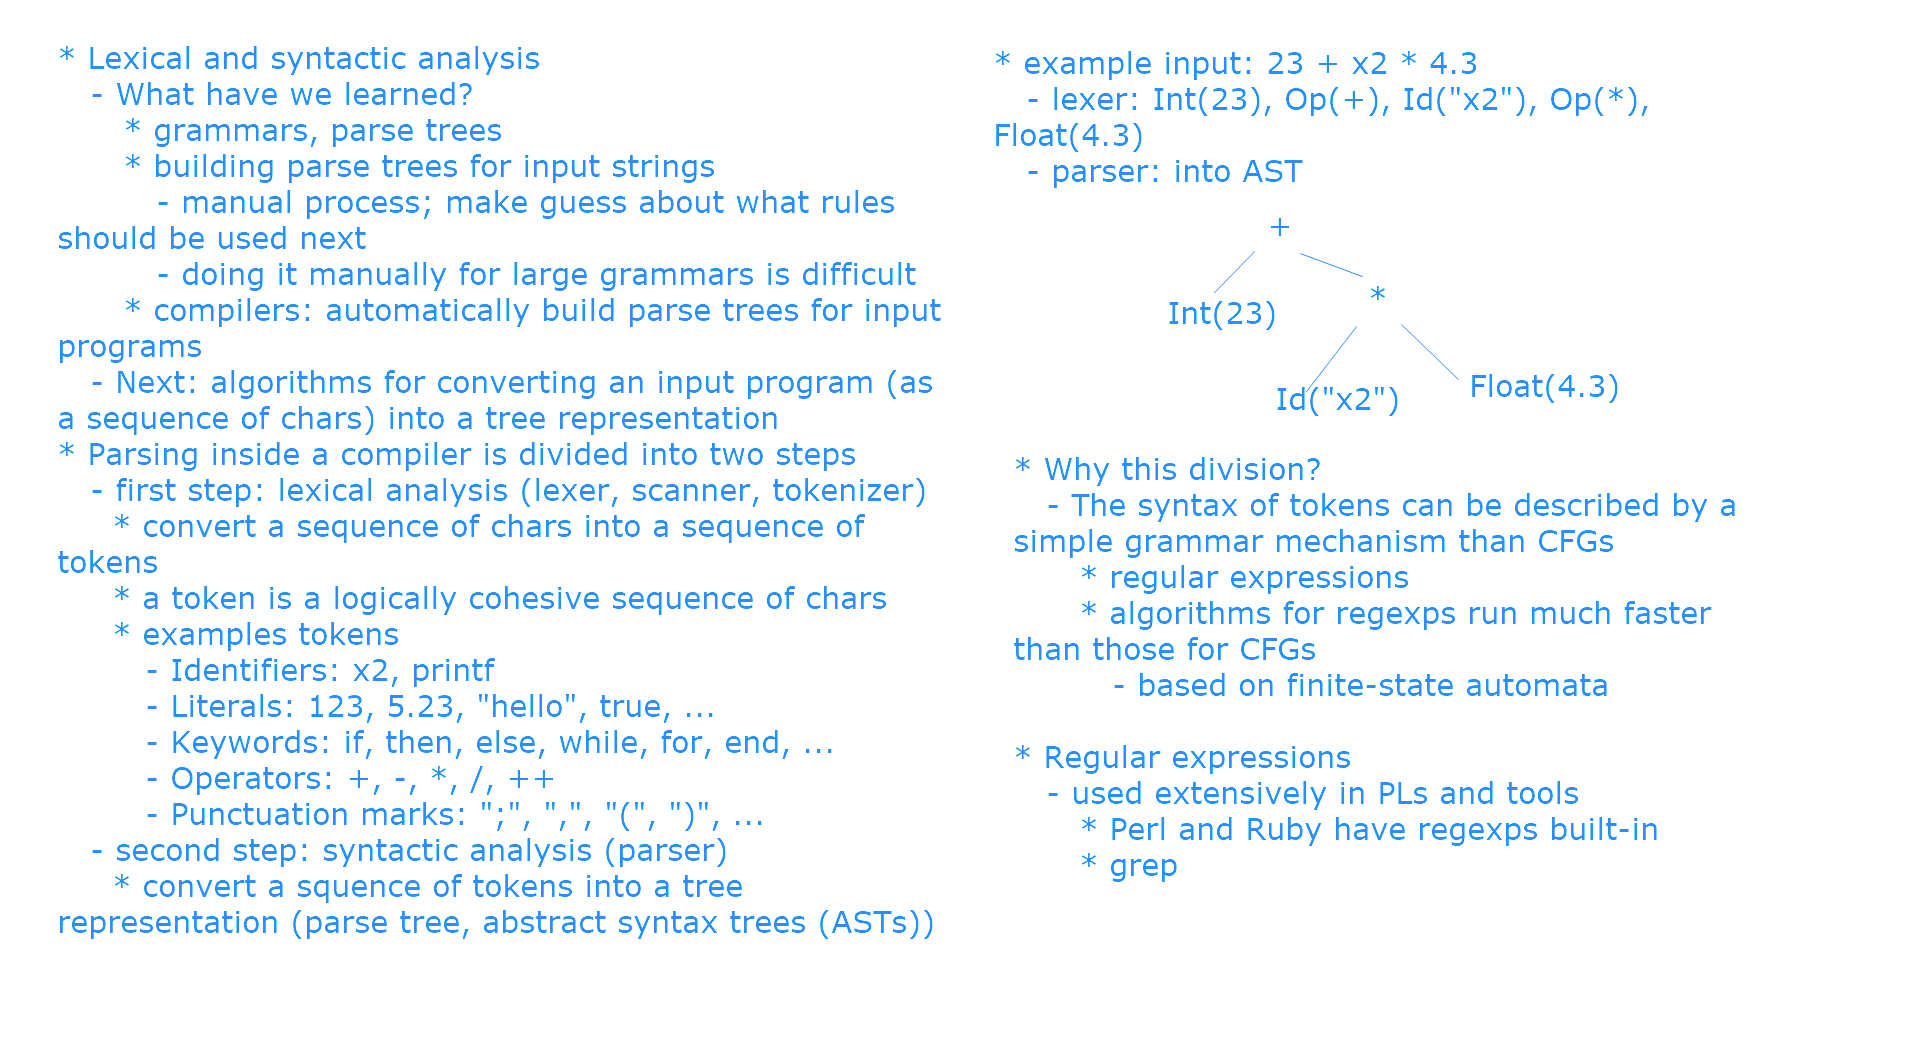 * Lexical and syntactic analysis
- What have we learned?
* grammars, parse trees
* building parse trees for input strings
- manual process; make guess about what rules
should be used next
- doing it manually for large grammars is difficult
* compilers: automatically build parse trees for input
programs
- Next: algorithms for converting an input program (as
a sequence of chars) into a tree representation
* Parsing inside a compiler is divided into two steps
- first step: lexical analysis (lexer, scanner, tokenizer)
* convert a sequence of chars into a sequence of
tokens
* a token is a logically cohesive sequence of chars
* examples tokens
- Identifiers: x2, printf
- Literals: 123, 5.23, "hello", true, ...
- Keywords: if, then, else, while, for, end, ...
- Operators: +, -, *, /, ++
- Punctuation marks: ";", ",", "(", ")", ...
- second step: syntactic analysis (parser)
* convert a squence of tokens into a tree
representation (parse tree, abstract syntax trees (ASTs))
* example input: 23 + x2 * 4.3
- lexer: Int(23), Op(+), Id("x2"), Op(*),
Float(4.3)
- parser: into AST
+
*
Int(23)
Float(4.3)
Id("x2")
* Why this division?
- The syntax of tokens can be described by a
simple grammar mechanism than CFGs
* regular expressions
* algorithms for regexps run much faster
than those for CFGs
- based on finite-state automata
* Regular expressions
- used extensively in PLs and tools
* Perl and Ruby have regexps built-in
* grep